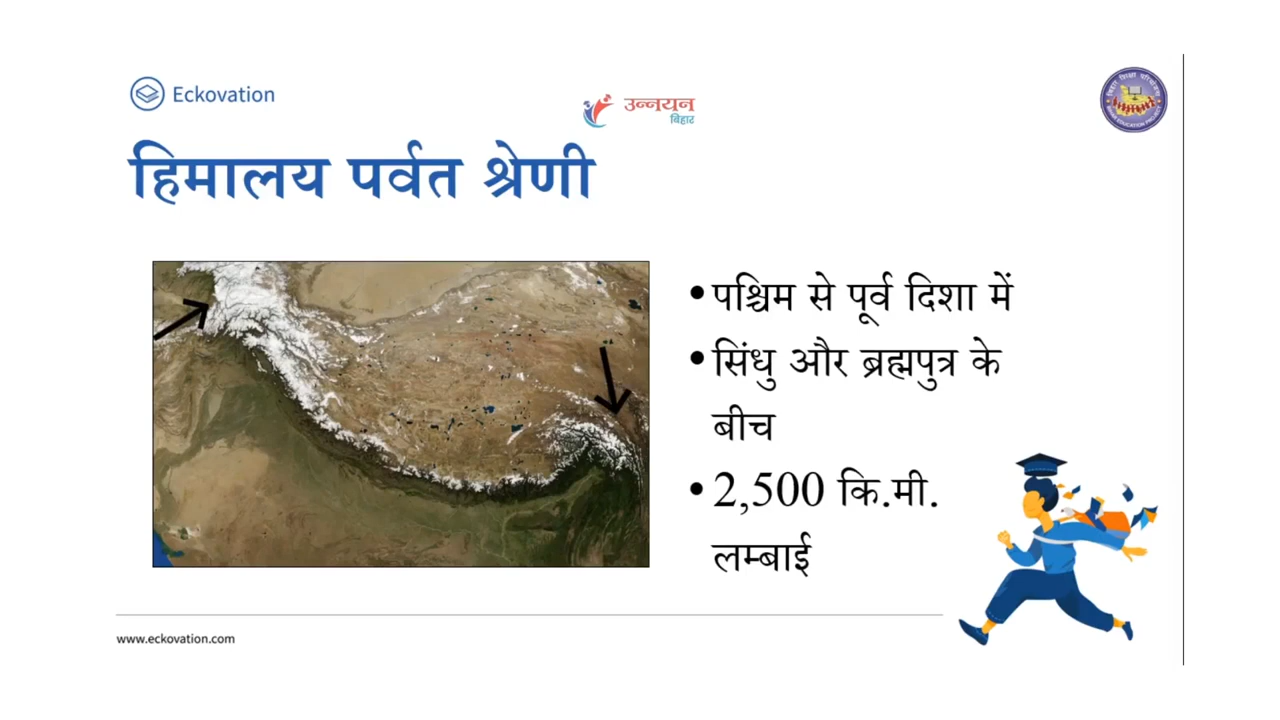 Eckovation
उन्नयन
बिहार
हिमालय पर्वत श्रेणी
•पश्चिम से पूर्व दिशा में
•सिंधु और ब्रह्मपुत्र के
बीच
•2,500 कि.मी.
लम्बाई
www.eckovation.com